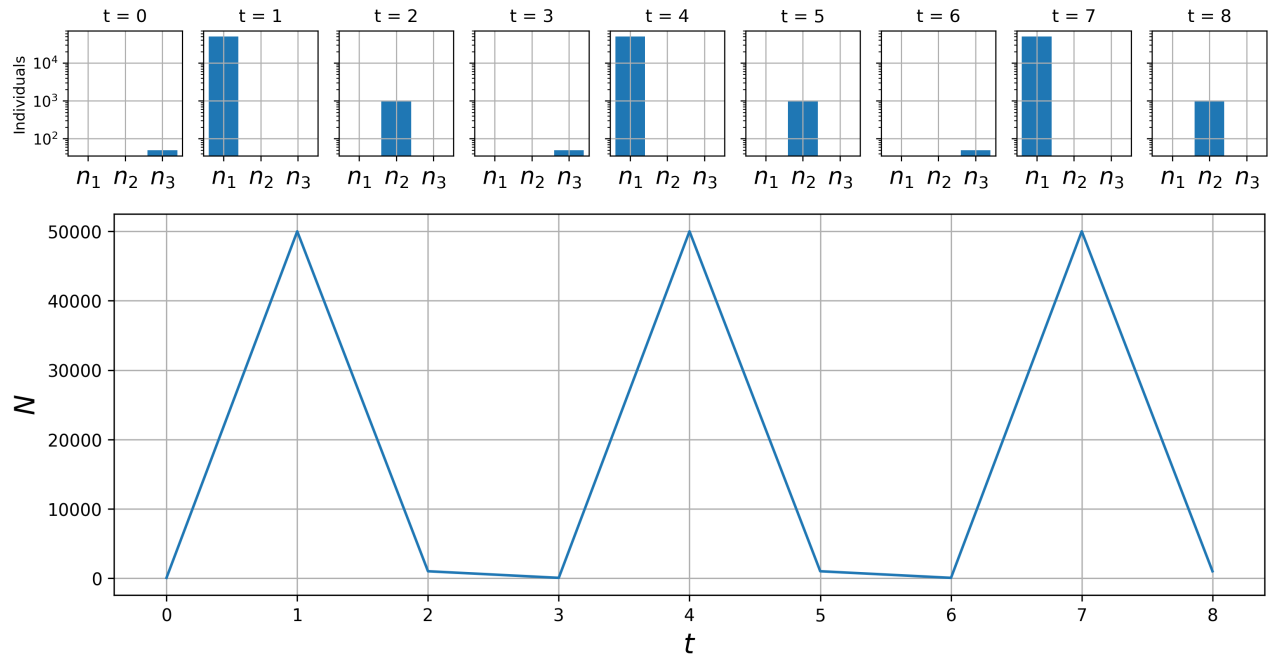 t = 0 t = 1 t = 2 t = 3 t = 4 t = 5 t = 6 t = 7 t = 8
Individuals
10⁴
10³
10²
n₁ n₂ n₃ n₁ n₂ n₃ n₁ n₂ n₃ n₁ n₂ n₃ n₁ n₂ n₃ n₁ n₂ n₃ n₁ n₂ n₃ n₁ n₂ n₃ n₁ n₂ n₃
50000
40000
30000
20000
10000
0
N
0 1 2 3 4 5 6 7 8
t